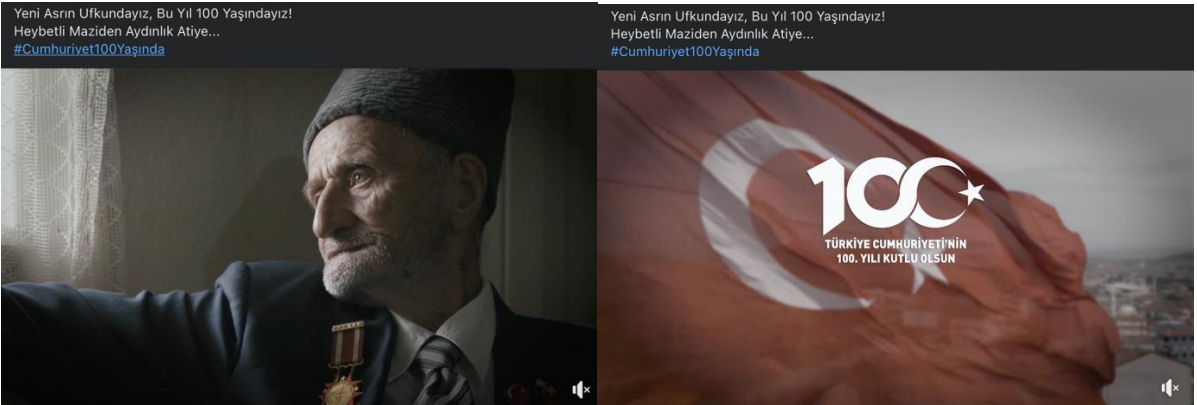 Yeni Asrın Ufkundayız, Bu Yıl 100 Yaşındayız!
Heybetli Maziden Aydınlık Atiye...
#Cumhuriyet100Yaşında
Yeni Asrın Ufkundayız, Bu Yıl 100 Yaşındayız!
Heybetli Maziden Aydınlık Atiye...
#Cumhuriyet100Yaşında
100
TÜRKİYE CUMHURİYETİ'NİN
100. YILI KUTLU OLSUN